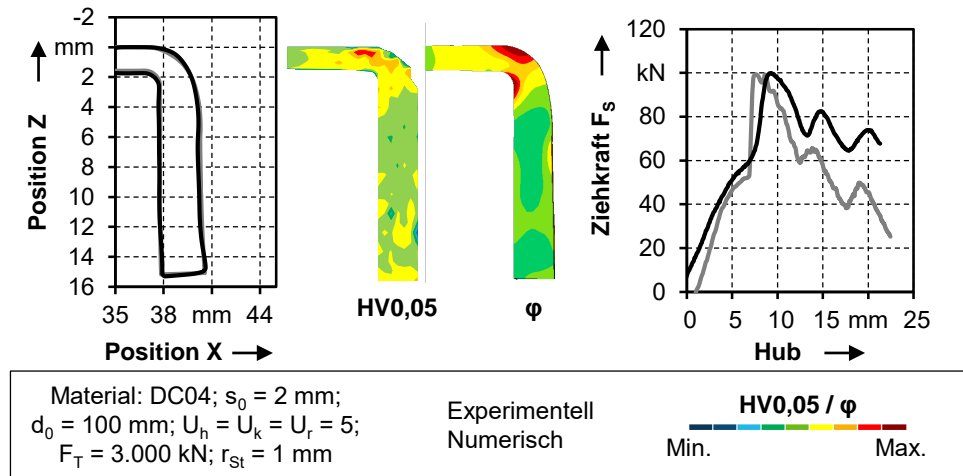 -2
mm
2
4
6
8
10
12
14
16
Position Z
35 38 mm 44
Position X
HV0,05
φ
120
kN
80
60
40
20
0
Ziehkraft F_S
0 5 10 15 mm 25
Hub
Material: DC04; s_0 = 2 mm;
d_0 = 100 mm; U_h = U_k = U_r = 5;
F_T = 3.000 kN; r_St = 1 mm
Experimentell
Numerisch
HV0,05 / φ
Min. Max.